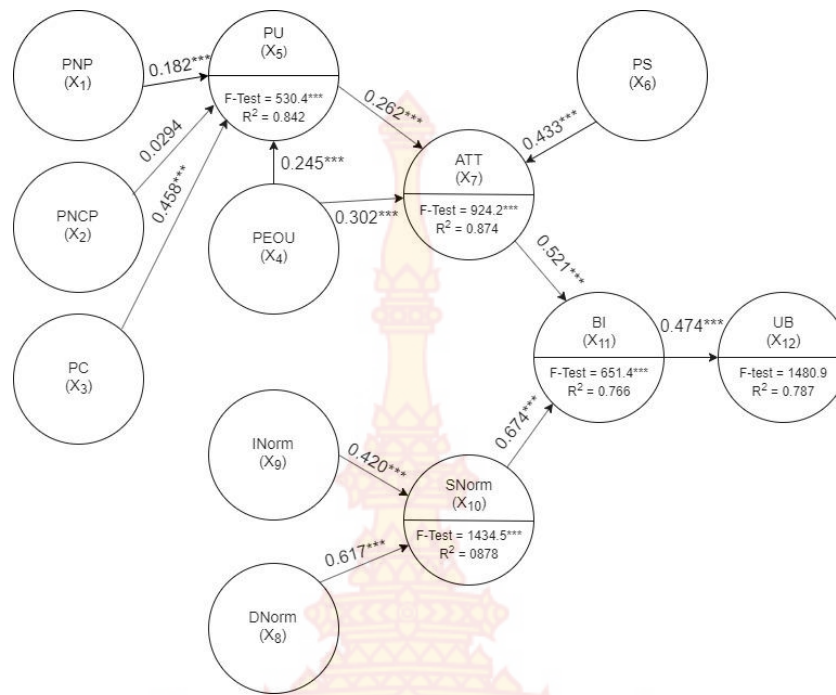 PNP
(X₁)
0.182***
PU
(X₅)
F-Test = 530.4***
R² = 0.842
PS
(X₆)
0.0294
0.262***
0.433***
0.458***
0.245***
ATT
(X₇)
F-Test = 924.2***
R² = 0.874
PNCP
(X₂)
PEOU
(X₄)
0.302***
0.521***
PC
(X₃)
BI
(X₁₁)
F-Test = 651.4***
R² = 0.766
0.474***
UB
(X₁₂)
F-test = 1480.9
R² = 0.787
INorm
(X₉)
0.420***
0.674***
SNorm
(X₁₀)
F-Test = 1434.5***
R² = 0878
0.617***
DNorm
(X₈)